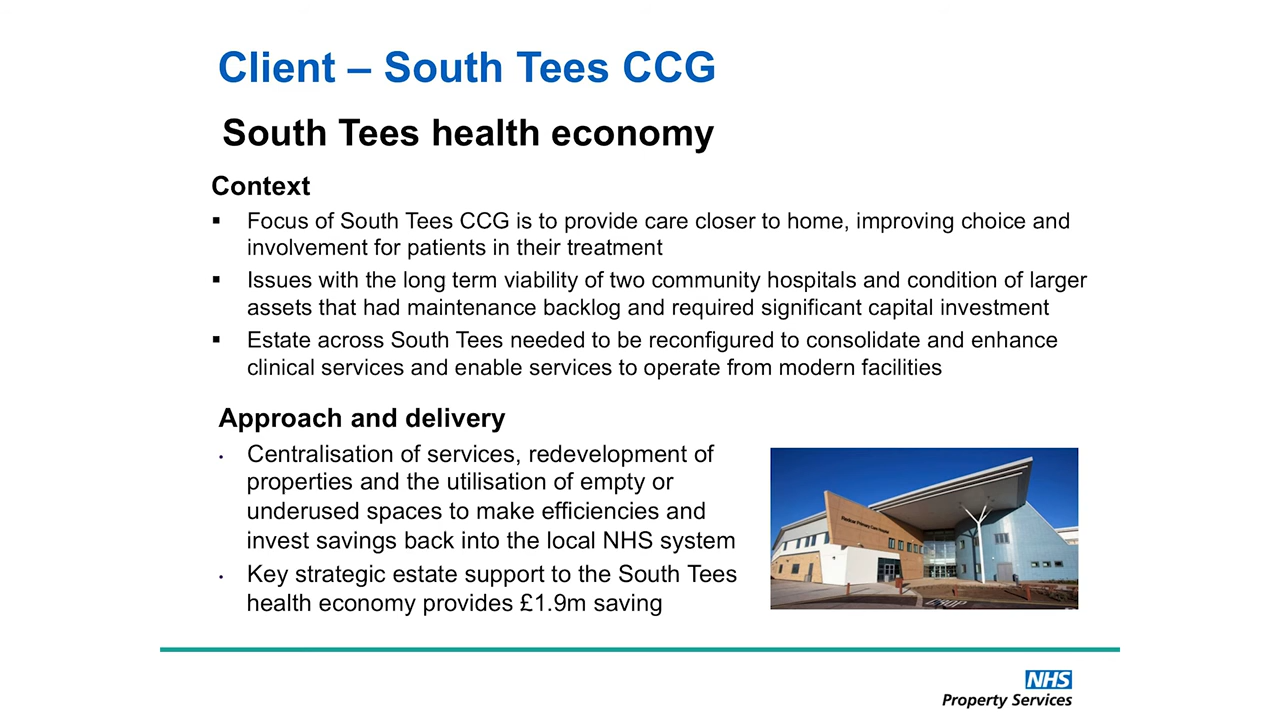 Client – South Tees CCG
South Tees health economy
Context
▪ Focus of South Tees CCG is to provide care closer to home, improving choice and
involvement for patients in their treatment
▪ Issues with the long term viability of two community hospitals and condition of larger
assets that had maintenance backlog and required significant capital investment
▪ Estate across South Tees needed to be reconfigured to consolidate and enhance
clinical services and enable services to operate from modern facilities
Approach and delivery
• Centralisation of services, redevelopment of
properties and the utilisation of empty or
underused spaces to make efficiencies and
invest savings back into the local NHS system
• Key strategic estate support to the South Tees
health economy provides £1.9m saving
Redcar Primary Care Hospital
NHS
Property Services